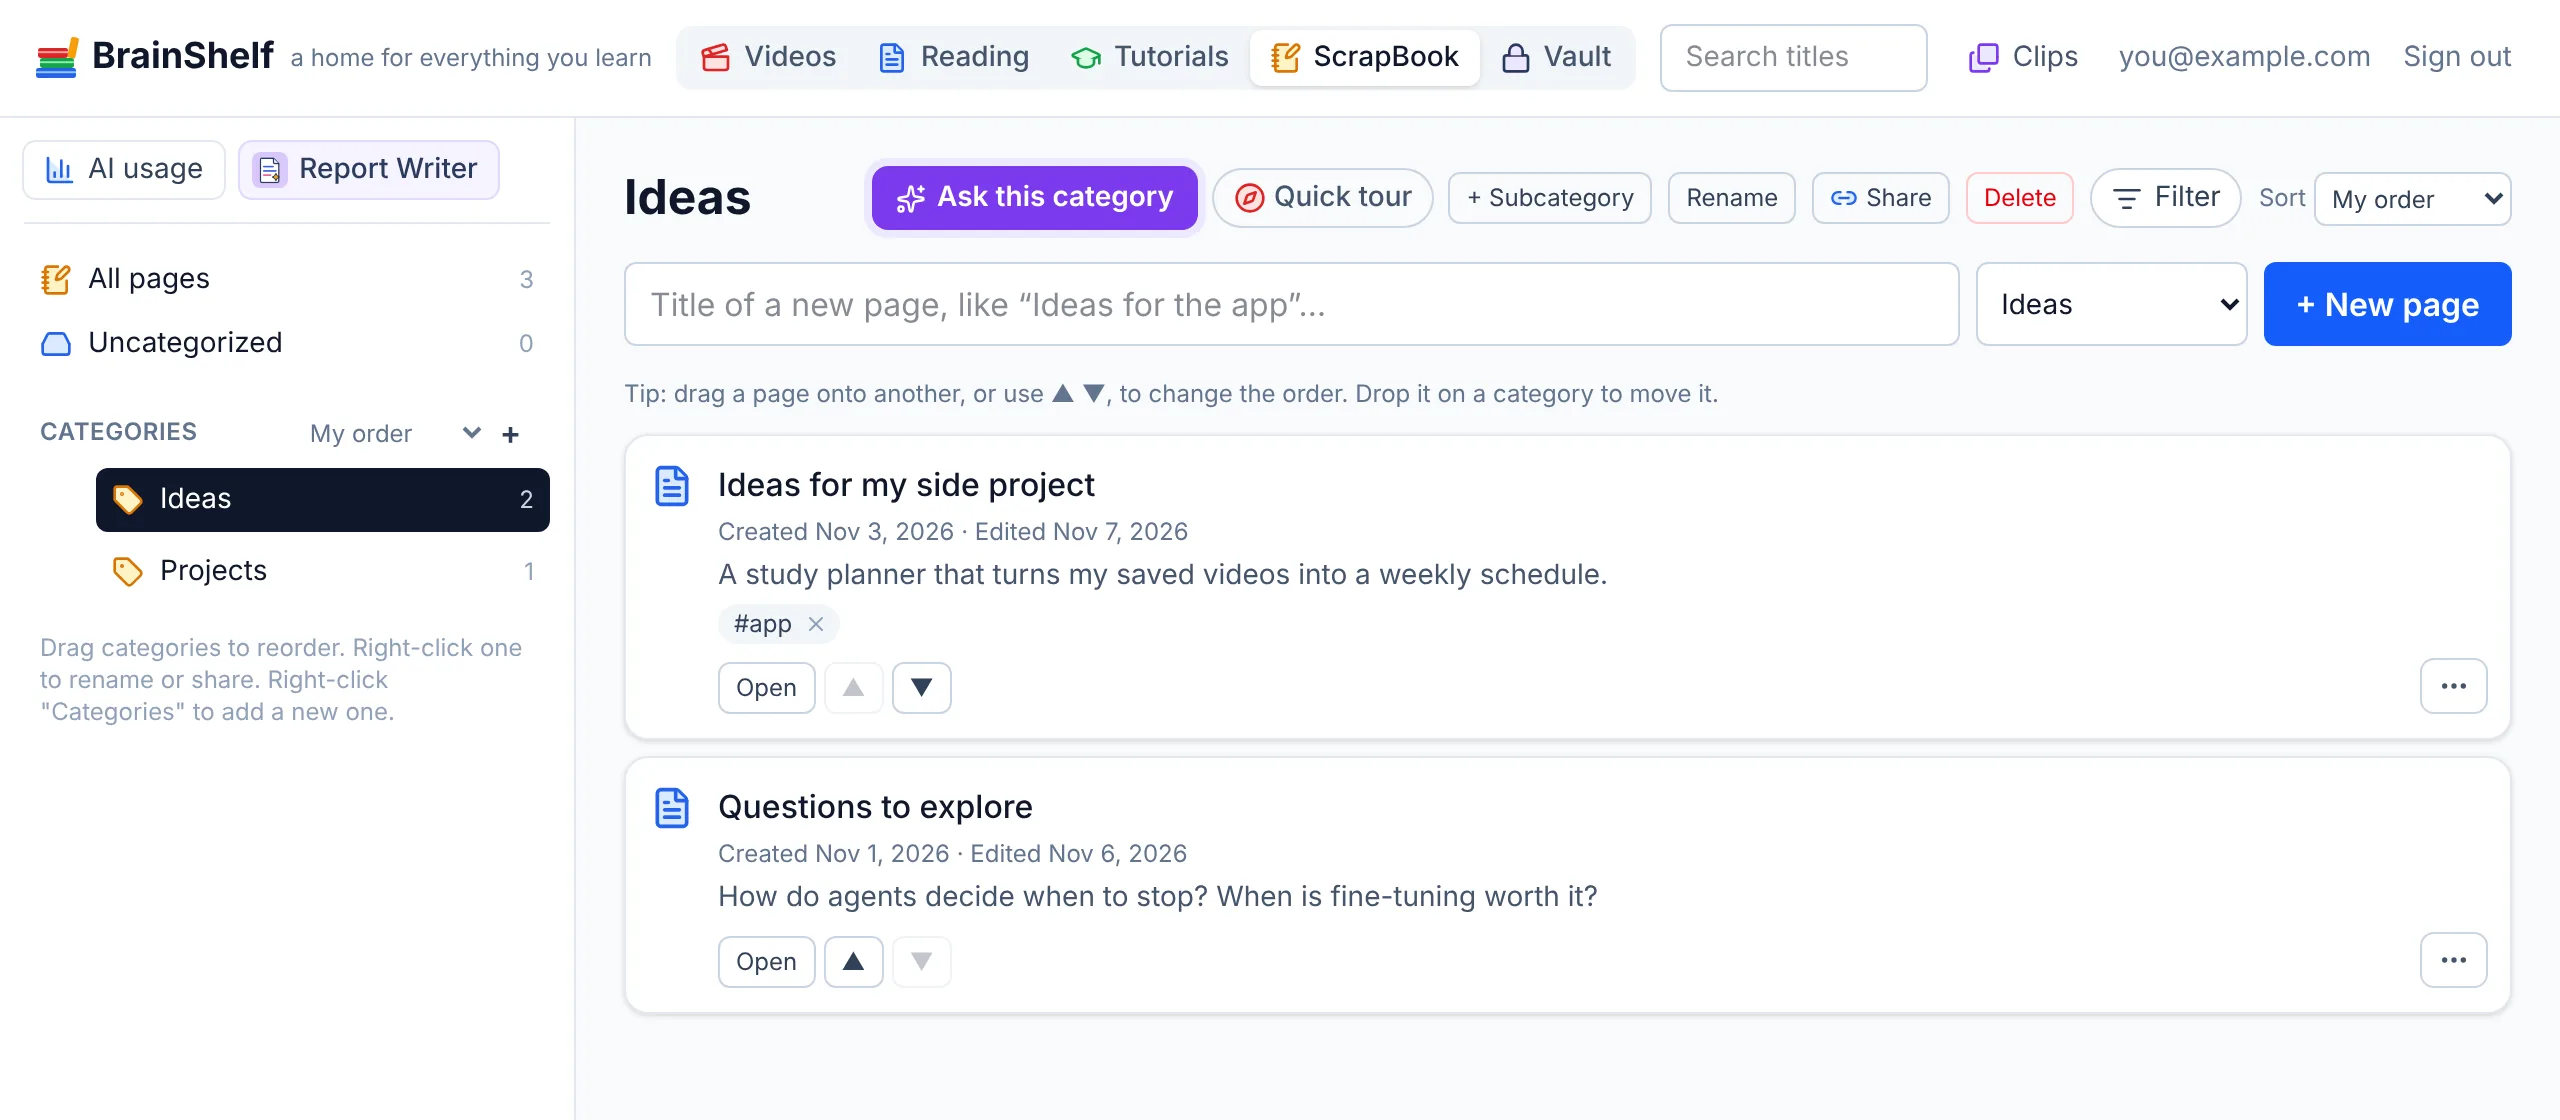 BrainShelf a home for everything you learn Videos Reading Tutorials ScrapBook Vault Search titles Clips you@example.com Sign out
AI usage Report Writer
All pages 3
Uncategorized 0
CATEGORIES My order +
Ideas 2
Projects 1
Drag categories to reorder. Right-click one
to rename or share. Right-click
"Categories" to add a new one.
Ideas Ask this category Quick tour + Subcategory Rename Share Delete Filter Sort My order
Title of a new page, like “Ideas for the app”... Ideas + New page
Tip: drag a page onto another, or use ▲ ▼, to change the order. Drop it on a category to move it.
Ideas for my side project
Created Nov 3, 2026 · Edited Nov 7, 2026
A study planner that turns my saved videos into a weekly schedule.
#app ×
Open ▲ ▼ ···
Questions to explore
Created Nov 1, 2026 · Edited Nov 6, 2026
How do agents decide when to stop? When is fine-tuning worth it?
Open ▲ ▼ ···